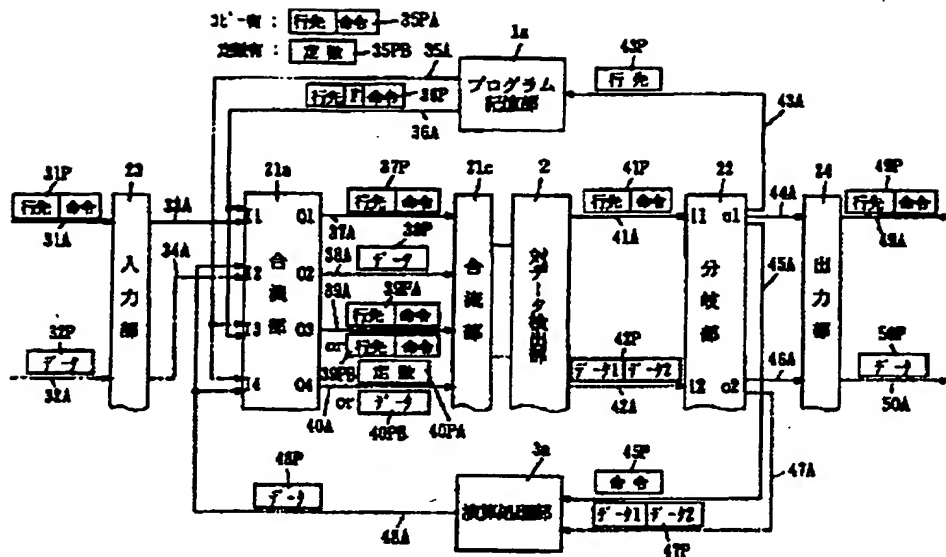 コピー有： 行先 命令 35PA
定数有： 定数 35PB 35A
1a
プログラム記憶部
43P
行先
行先 F 命令 36P
36A
43A
31P
行先 命令
31A
23
入力部
33A
34A
32P
データ
32A
21a
合流部
I1
I2
I3
I4
O1
O2
O3
O4
37P
行先 命令
37A
38P
データ
38A
39A
39PA
行先 命令
or 行先 命令
39PB 定数
or データ
40A
40PB
40PA
21c
合流部
2
対データ検出部
41P
行先 命令
41A
42P
データ1 データ2
42A
22
分岐部
I1
I2
o1
o2
44A
45A
46A
24
出力部
49P
行先 命令
49A
50P
データ
50A
48P
データ
48A
3a
演算処理部
45P
命令
47A
データ1 データ2
47P